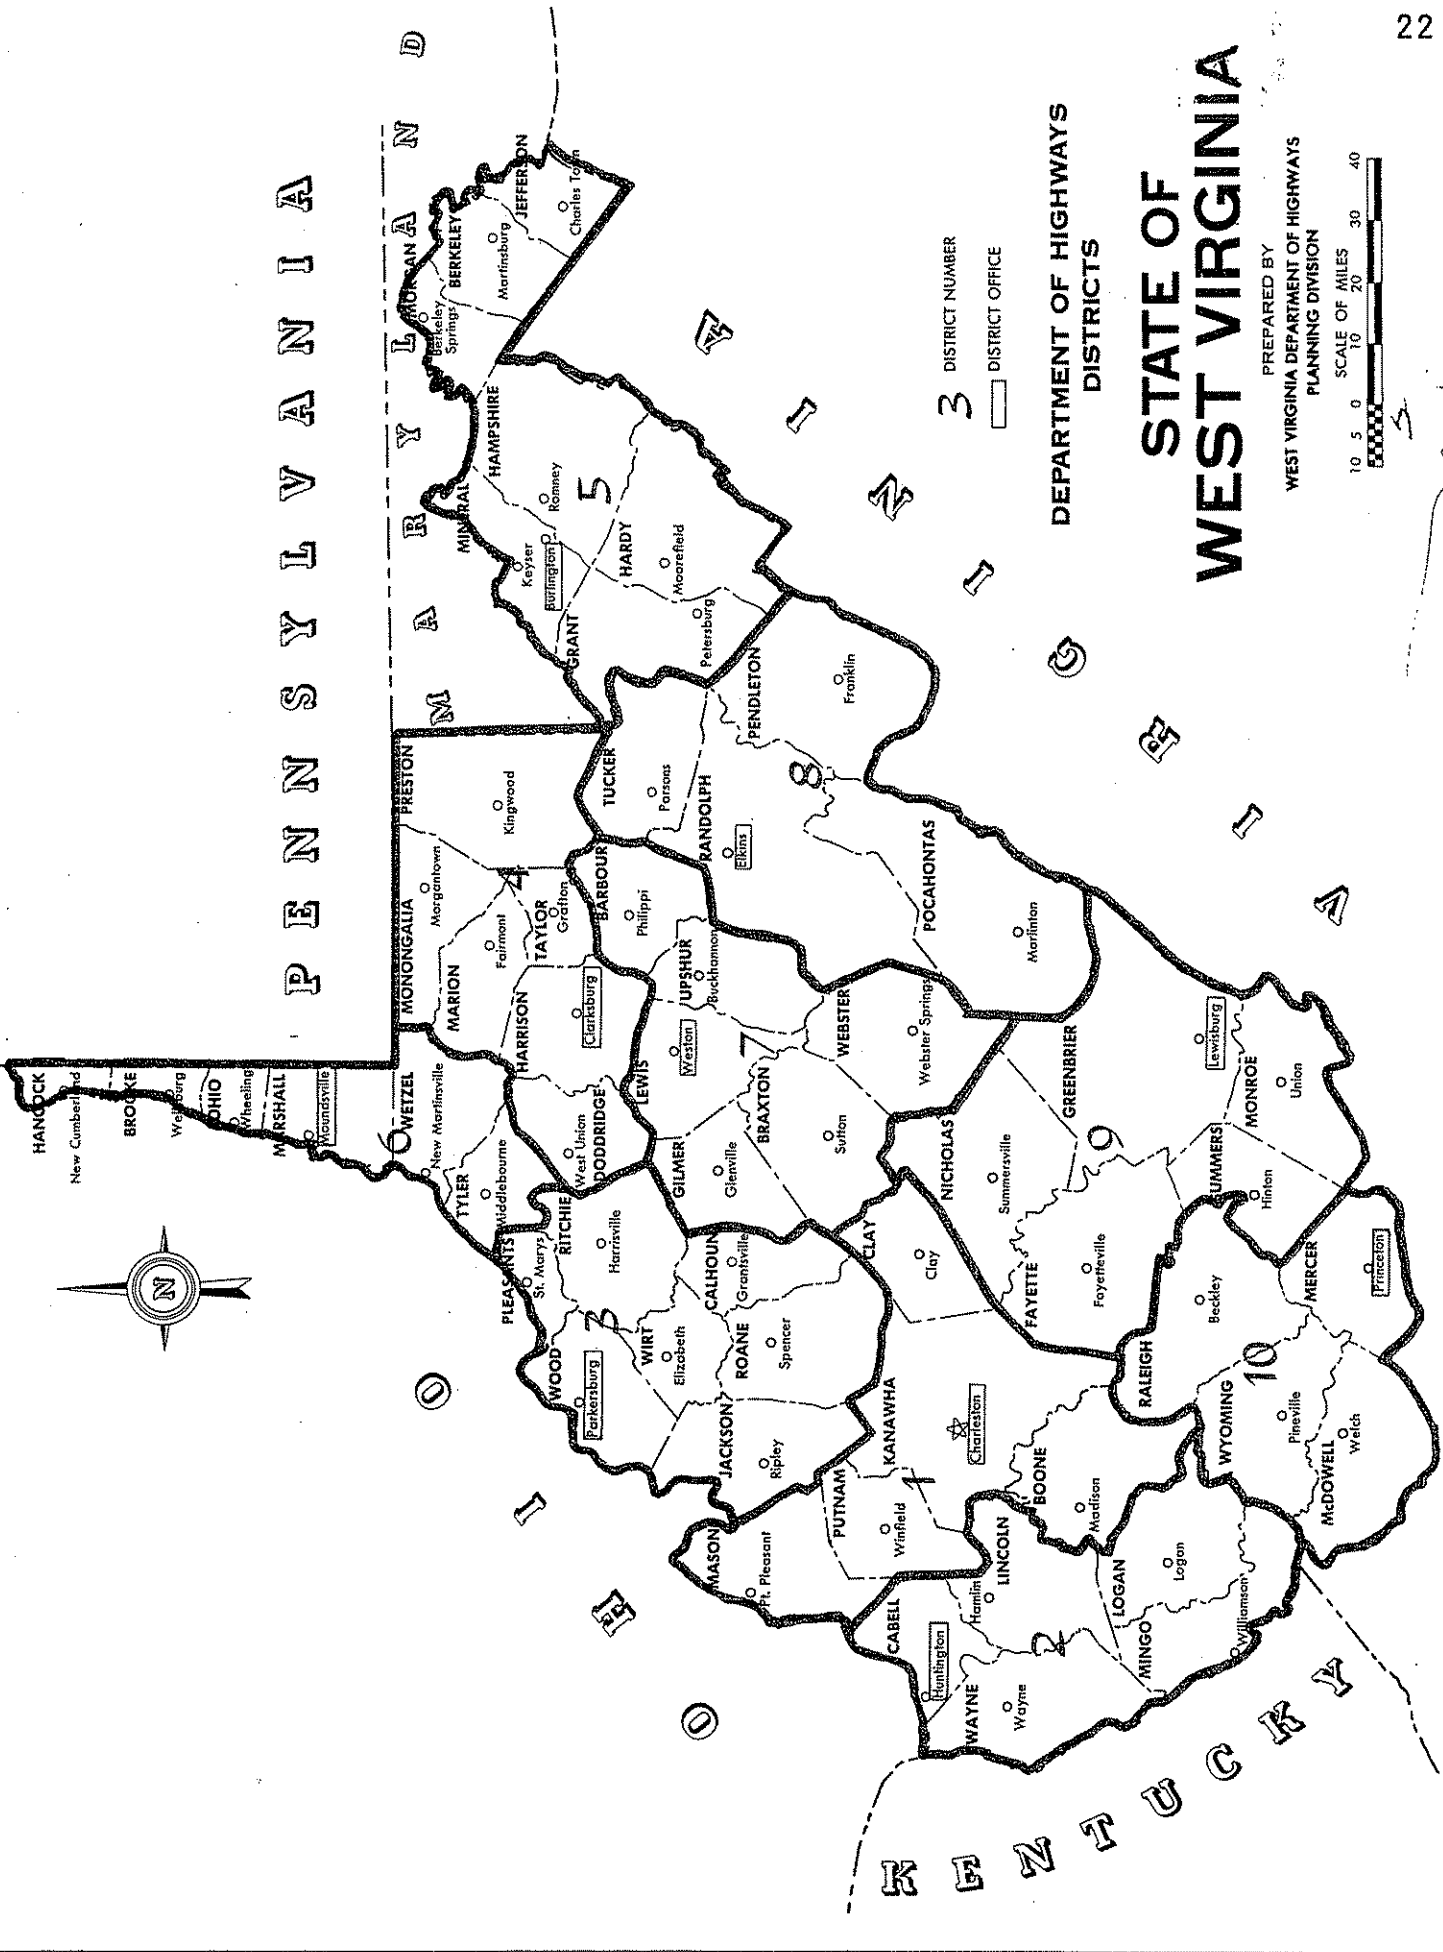 22
PENNSYLVANIA
MARYLAND
OHIO
KENTUCKY
VIRGINIA
N
HANCOCK
New Cumberland
BROOKE
Wellsburg
OHIO
Wheeling
MARSHALL
Moundsville
6
WETZEL
New Martinsville
TYLER
Middlebourne
PLEASANTS
St. Marys
RITCHIE
Harrisville
WOOD
3
Parkersburg
WIRT
Elizabeth
CALHOUN
Grantsville
ROANE
Spencer
JACKSON
Ripley
MONONGALIA
Morgantown
PRESTON
Kingwood
MARION
Fairmont
4
TAYLOR
Grafton
HARRISON
Clarksburg
DODDRIDGE
West Union
BARBOUR
Philippi
UPSHUR
Buckhannon
LEWIS
Weston
7
GILMER
Glenville
BRAXTON
Sutton
WEBSTER
Webster Springs
TUCKER
Parsons
RANDOLPH
Elkins
8
PENDLETON
Franklin
POCAHONTAS
Marlinton
MINERAL
Keyser
Burlington
HAMPSHIRE
Romney
5
GRANT
Petersburg
HARDY
Moorefield
MORGAN
Berkeley
Springs
BERKELEY
Martinsburg
JEFFERSON
Charles Town
MASON
Pt. Pleasant
PUTNAM
Winfield
1
KANAWHA
Charleston
CLAY
Clay
BOONE
Madison
CABELL
Huntington
LINCOLN
Hamlin
WAYNE
Wayne
2
LOGAN
Logan
MINGO
Williamson
NICHOLAS
Summersville
GREENBRIER
Lewisburg
9
FAYETTE
Fayetteville
SUMMERS
Hinton
MONROE
Union
RALEIGH
Beckley
10
MERCER
Princeton
WYOMING
Pineville
McDOWELL
Welch
3 DISTRICT NUMBER
DISTRICT OFFICE
DEPARTMENT OF HIGHWAYS
DISTRICTS
STATE OF
WEST VIRGINIA
PREPARED BY
WEST VIRGINIA DEPARTMENT OF HIGHWAYS
PLANNING DIVISION
SCALE OF MILES
10 5 0 10 20 30 40